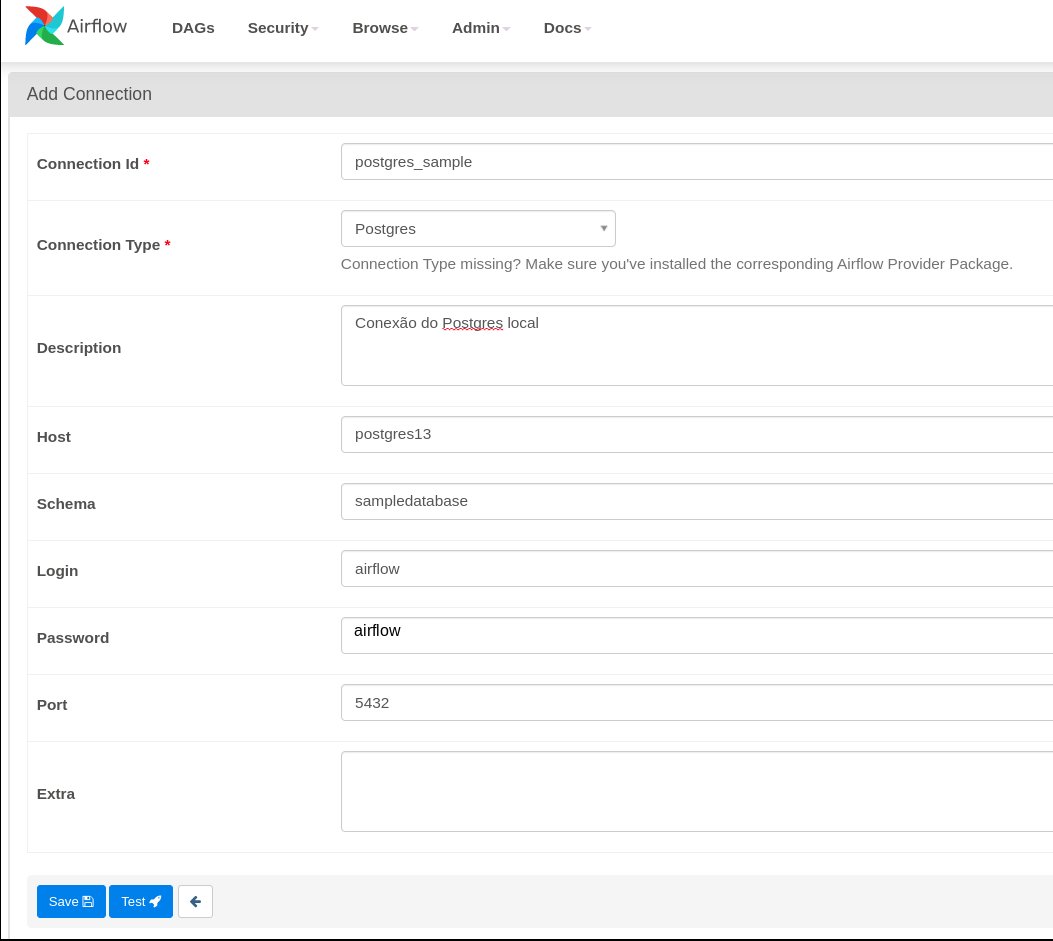 Airflow DAGs Security Browse Admin Docs
Add Connection
Connection Id * postgres_sample
Connection Type * Postgres
Connection Type missing? Make sure you've installed the corresponding Airflow Provider Package.
Description Conexão do Postgres local
Host postgres13
Schema sampledatabase
Login airflow
Password airflow
Port 5432
Extra
Save Test